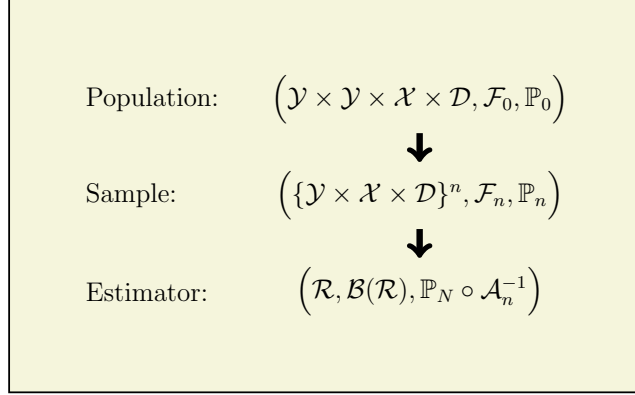 Population: (𝒴 × 𝒴 × 𝒳 × 𝒟, ℱ₀, ℙ₀)
Sample: ({𝒴 × 𝒳 × 𝒟}ⁿ, ℱₙ, ℙₙ)
Estimator: (ℛ, ℬ(ℛ), ℙ_N ∘ 𝒜ₙ⁻¹)